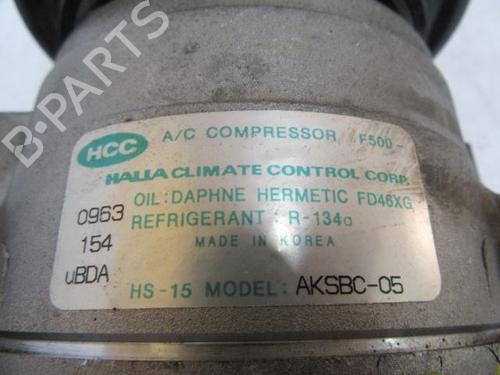 B-PARTS
HCC
A/C COMPRESSOR F500-
HALLA CLIMATE CONTROL CORP.
OIL: DAPHNE HERMETIC FD46XG
0963
REFRIGERANT: R-134a
154
MADE IN KOREA
uBDA
HS-15 MODEL: AKSBC-05